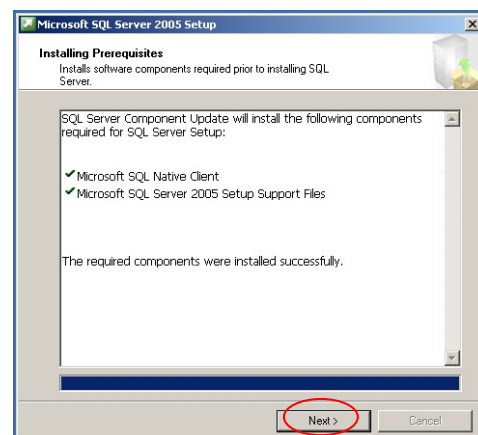 Microsoft SQL Server 2005 Setup
Installing Prerequisites
Installs software components required prior to installing SQL
Server.
SQL Server Component Update will install the following components
required for SQL Server Setup:
Microsoft SQL Native Client
Microsoft SQL Server 2005 Setup Support Files
The required components were installed successfully.
Next >
Cancel